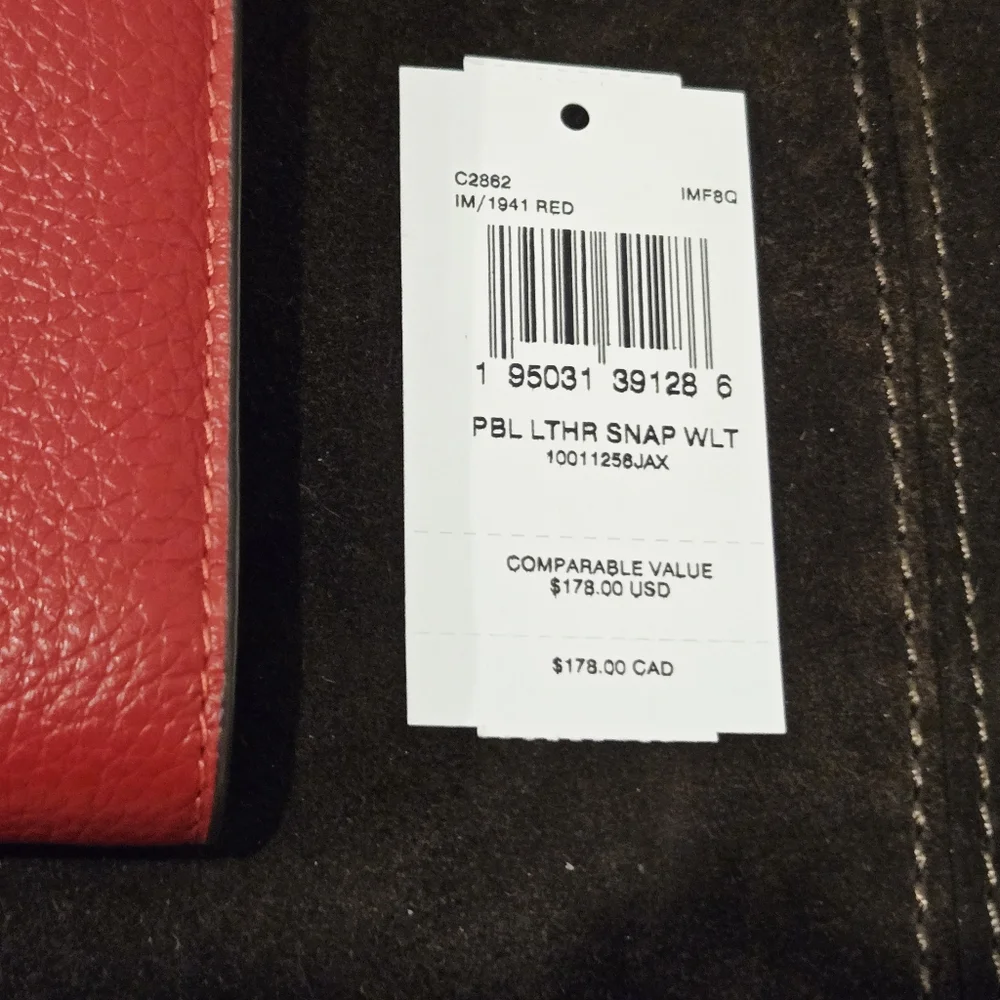 C2862
IM/1941 RED
IMF8Q
1 95031 39128 6
PBL LTHR SNAP WLT
10011256JAX
COMPARABLE VALUE
$178.00 USD
$178.00 CAD